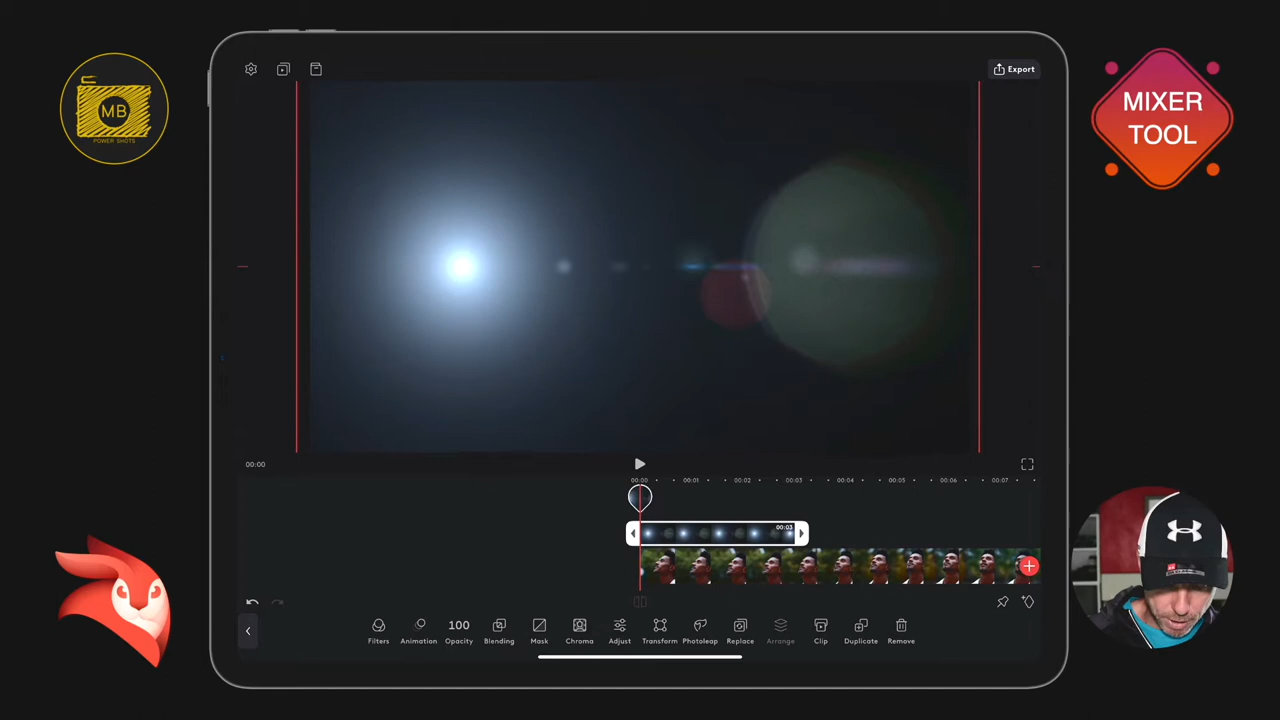 MB
POWER SHOTS
Export
MIXER
TOOL
00:00
00:00 00:01 00:02 00:03 00:04 00:05 00:06 00:07
00:03
100
Filters Animation Opacity Blending Mask Chroma Adjust Transform Photoleap Replace Arrange Clip Duplicate Remove